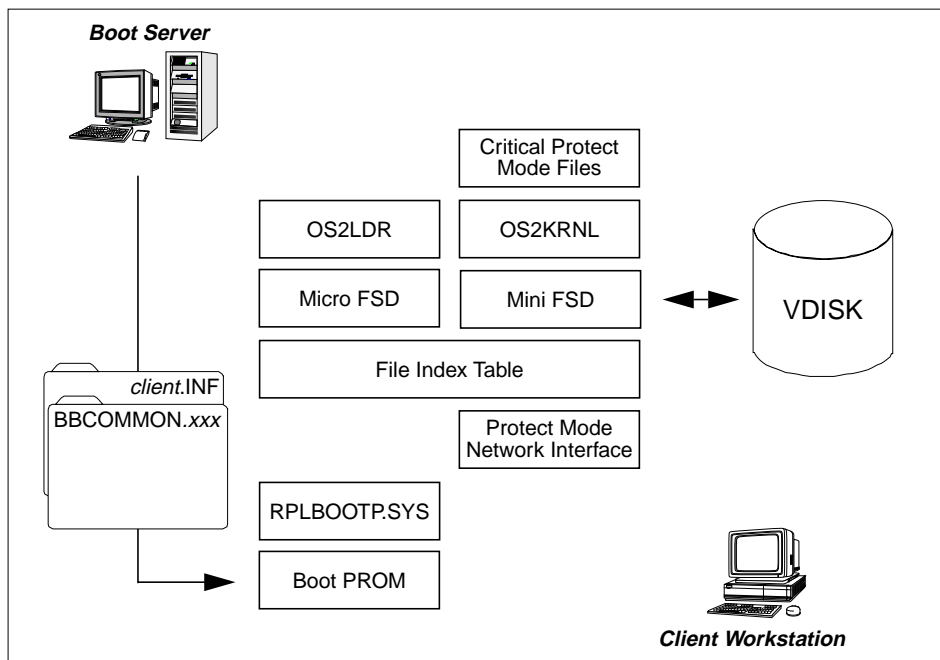 Boot Server
Critical Protect
Mode Files
OS2LDR
OS2KRNL
Micro FSD
Mini FSD
VDISK
File Index Table
client.INF
BBCOMMON.xxx
Protect Mode
Network Interface
RPLBOOTP.SYS
Boot PROM
Client Workstation